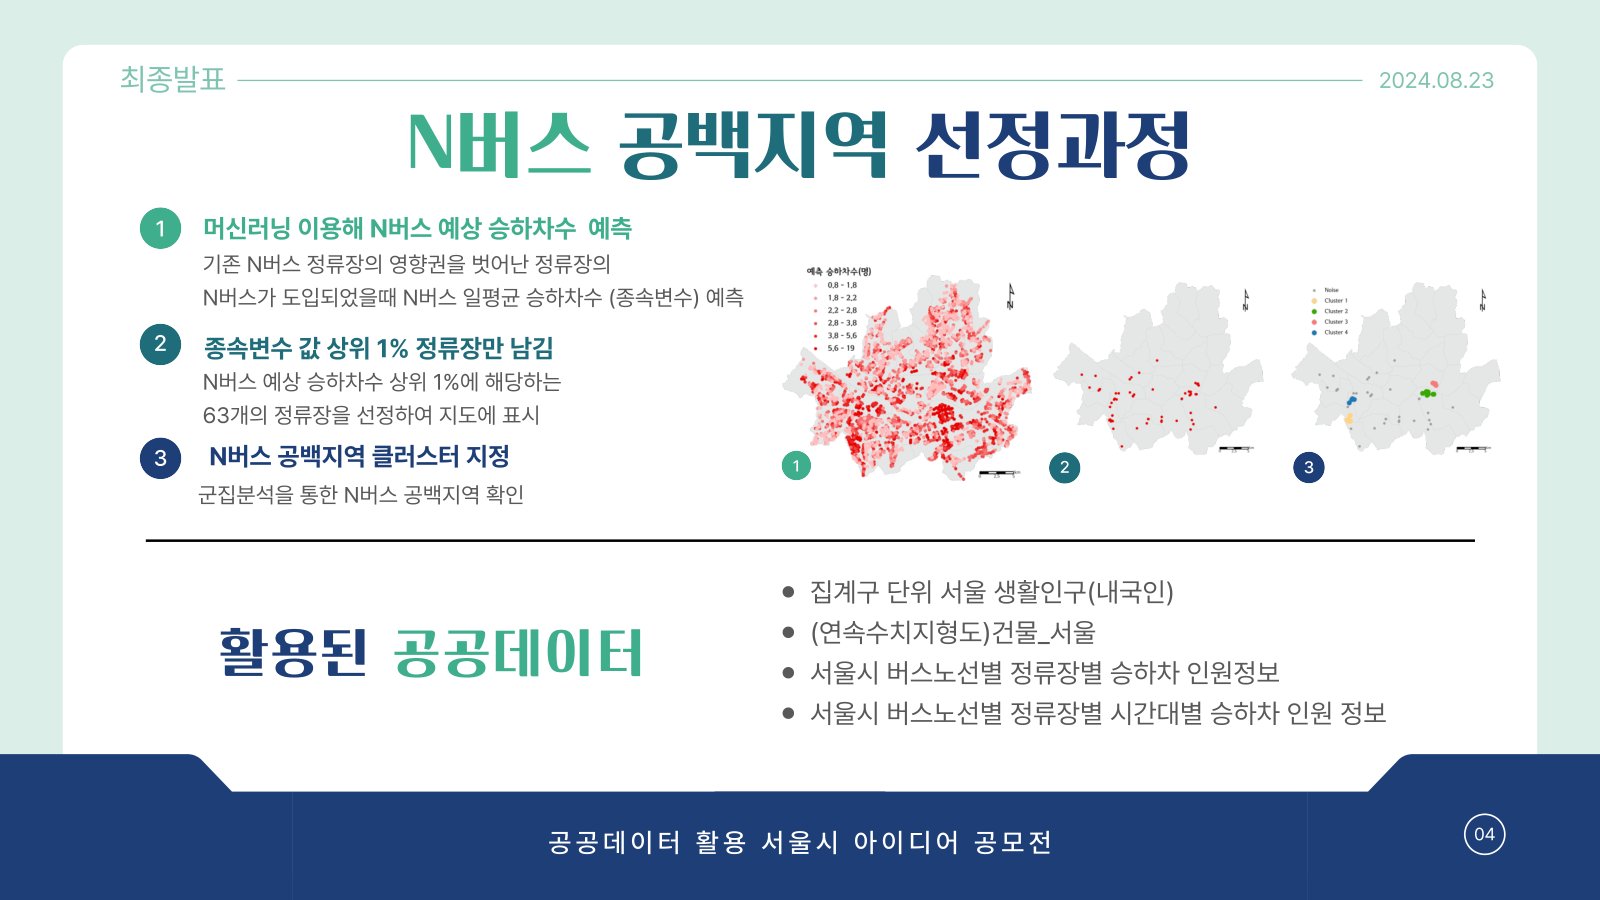 최종발표
2024.08.23
N버스 공백지역 선정과정
1
머신러닝 이용해 N버스 예상 승하차수 예측
기존 N버스 정류장의 영향권을 벗어난 정류장의
N버스가 도입되었을때 N버스 일평균 승하차수 (종속변수) 예측
2
종속변수 값 상위 1% 정류장만 남김
N버스 예상 승하차수 상위 1%에 해당하는
63개의 정류장을 선정하여 지도에 표시
3
N버스 공백지역 클러스터 지정
군집분석을 통한 N버스 공백지역 확인
예측 승하차수(명)
0.8 - 1.8
1.8 - 2.2
2.2 - 2.8
2.8 - 3.8
3.8 - 5.6
5.6 - 19
N
1
N
2
Noise
Cluster 1
Cluster 2
Cluster 3
Cluster 4
N
3
활용된 공공데이터
집계구 단위 서울 생활인구(내국인)
(연속수치지형도)건물_서울
서울시 버스노선별 정류장별 승하차 인원정보
서울시 버스노선별 정류장별 시간대별 승하차 인원 정보
공공데이터 활용 서울시 아이디어 공모전
04